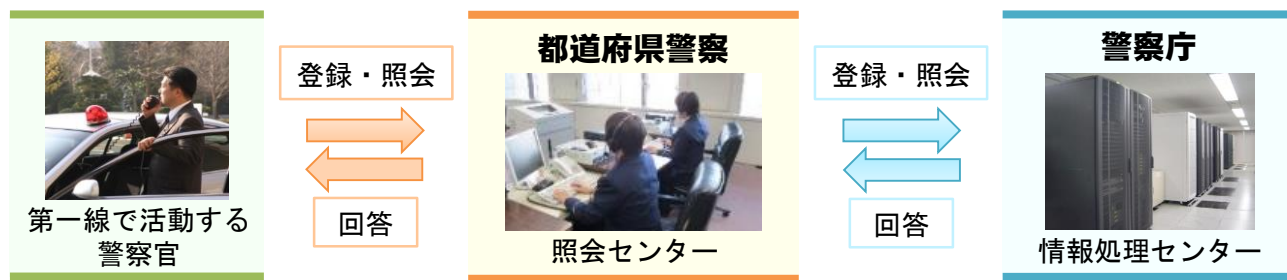 第一線で活動する
警察官
登録・照会
回答
都道府県警察
照会センター
登録・照会
回答
警察庁
情報処理センター